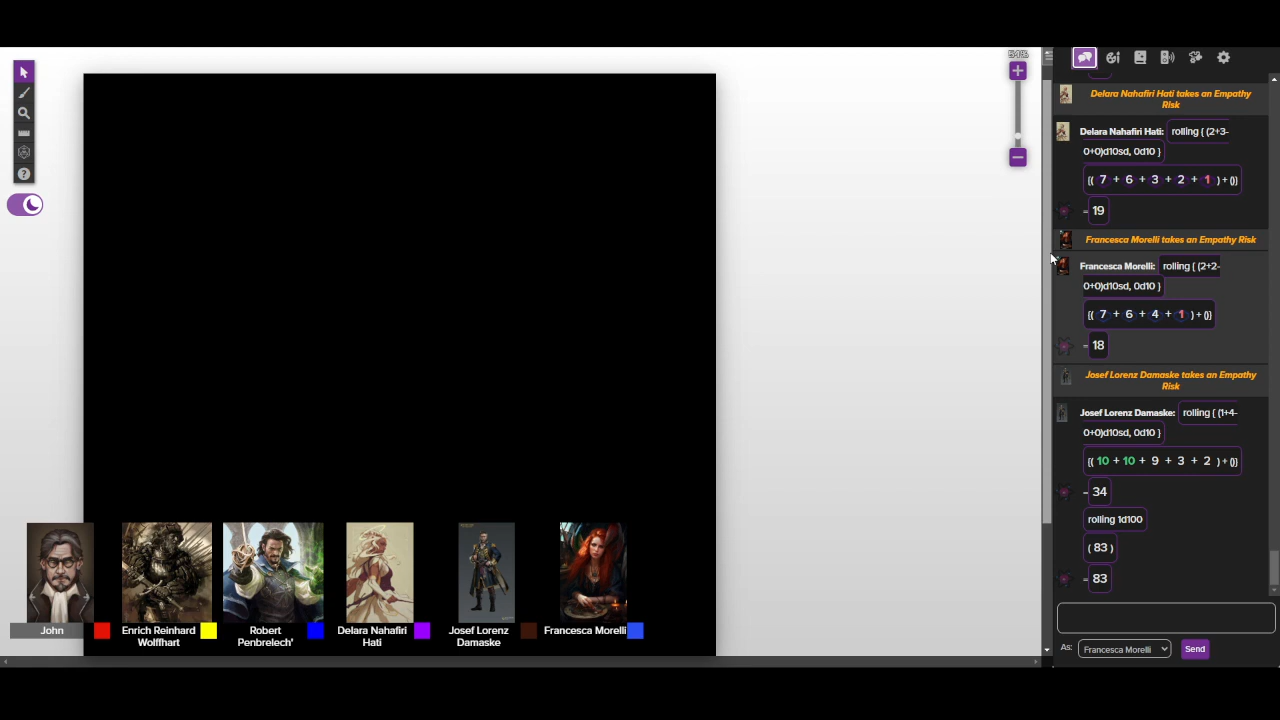 54%
Delara Nahafiri Hati takes an Empathy
Risk
Delara Nahafiri Hati: rolling { (2+3-
0+0)d10sd, 0d10 }
{( 7 + 6 + 3 + 2 + 1 ) + ()}
= 19
Francesca Morelli takes an Empathy Risk
Francesca Morelli: rolling { (2+2-
0+0)d10sd, 0d10 }
{( 7 + 6 + 4 + 1 ) + ()}
= 18
Josef Lorenz Damaske takes an Empathy
Risk
Josef Lorenz Damaske: rolling { (1+4-
0+0)d10sd, 0d10 }
{( 10 + 10 + 9 + 3 + 2 ) + ()}
= 34
rolling 1d100
( 83 )
= 83
As: Francesca Morelli Send
John
Enrich Reinhard
Wolffhart
Robert
Penbrelech'
Delara Nahafiri
Hati
Josef Lorenz
Damaske
Francesca Morelli